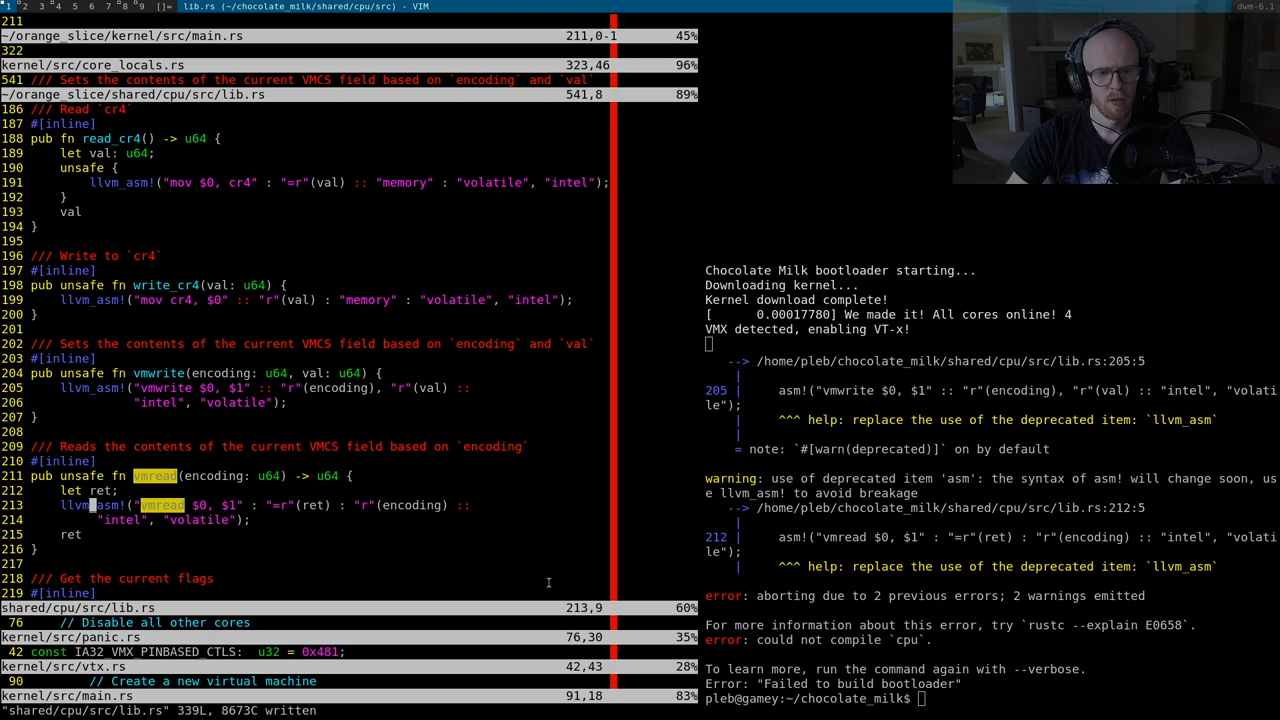 1 2 3 4 5 6 7 8 9 []= lib.rs (~/chocolate_milk/shared/cpu/src) - VIM dwm-6.1
211
~/orange_slice/kernel/src/main.rs 211,0-1 45%
322
kernel/src/core_locals.rs 323,46 96%
541 /// Sets the contents of the current VMCS field based on `encoding` and `val`
~/orange_slice/shared/cpu/src/lib.rs 541,8 89%
186 /// Read `cr4`
187 #[inline]
188 pub fn read_cr4() -> u64 {
189     let val: u64;
190     unsafe {
191         llvm_asm!("mov $0, cr4" : "=r"(val) :: "memory" : "volatile", "intel");
192     }
193     val
194 }
195
196 /// Write to `cr4`
197 #[inline]
198 pub unsafe fn write_cr4(val: u64) {
199     llvm_asm!("mov cr4, $0" :: "r"(val) : "memory" : "volatile", "intel");
200 }
201
202 /// Sets the contents of the current VMCS field based on `encoding` and `val`
203 #[inline]
204 pub unsafe fn vmwrite(encoding: u64, val: u64) {
205     llvm_asm!("vmwrite $0, $1" :: "r"(encoding), "r"(val) ::
206               "intel", "volatile");
207 }
208
209 /// Reads the contents of the current VMCS field based on `encoding`
210 #[inline]
211 pub unsafe fn vmread(encoding: u64) -> u64 {
212     let ret;
213     llvm_asm!("vmread $0, $1" : "=r"(ret) : "r"(encoding) ::
214          "intel", "volatile");
215     ret
216 }
217
218 /// Get the current flags
219 #[inline]
shared/cpu/src/lib.rs 213,9 60%
76     // Disable all other cores
kernel/src/panic.rs 76,30 35%
42 const IA32_VMX_PINBASED_CTLS:  u32 = 0x481;
kernel/src/vtx.rs 42,43 28%
90         // Create a new virtual machine
kernel/src/main.rs 91,18 83%
"shared/cpu/src/lib.rs" 339L, 8673C written
Chocolate Milk bootloader starting...
Downloading kernel...
Kernel download complete!
[      0.00017780] We made it! All cores online! 4
VMX detected, enabling VT-x!
--> /home/pleb/chocolate_milk/shared/cpu/src/lib.rs:205:5
|
205 |     asm!("vmwrite $0, $1" :: "r"(encoding), "r"(val) :: "intel", "volati
le");
|     ^^^ help: replace the use of the deprecated item: `llvm_asm`
|
= note: `#[warn(deprecated)]` on by default
warning: use of deprecated item 'asm': the syntax of asm! will change soon, us
e llvm_asm! to avoid breakage
--> /home/pleb/chocolate_milk/shared/cpu/src/lib.rs:212:5
|
212 |     asm!("vmread $0, $1" : "=r"(ret) : "r"(encoding) :: "intel", "volati
le");
|     ^^^ help: replace the use of the deprecated item: `llvm_asm`
error: aborting due to 2 previous errors; 2 warnings emitted
For more information about this error, try `rustc --explain E0658`.
error: could not compile `cpu`.
To learn more, run the command again with --verbose.
Error: "Failed to build bootloader"
pleb@gamey:~/chocolate_milk$